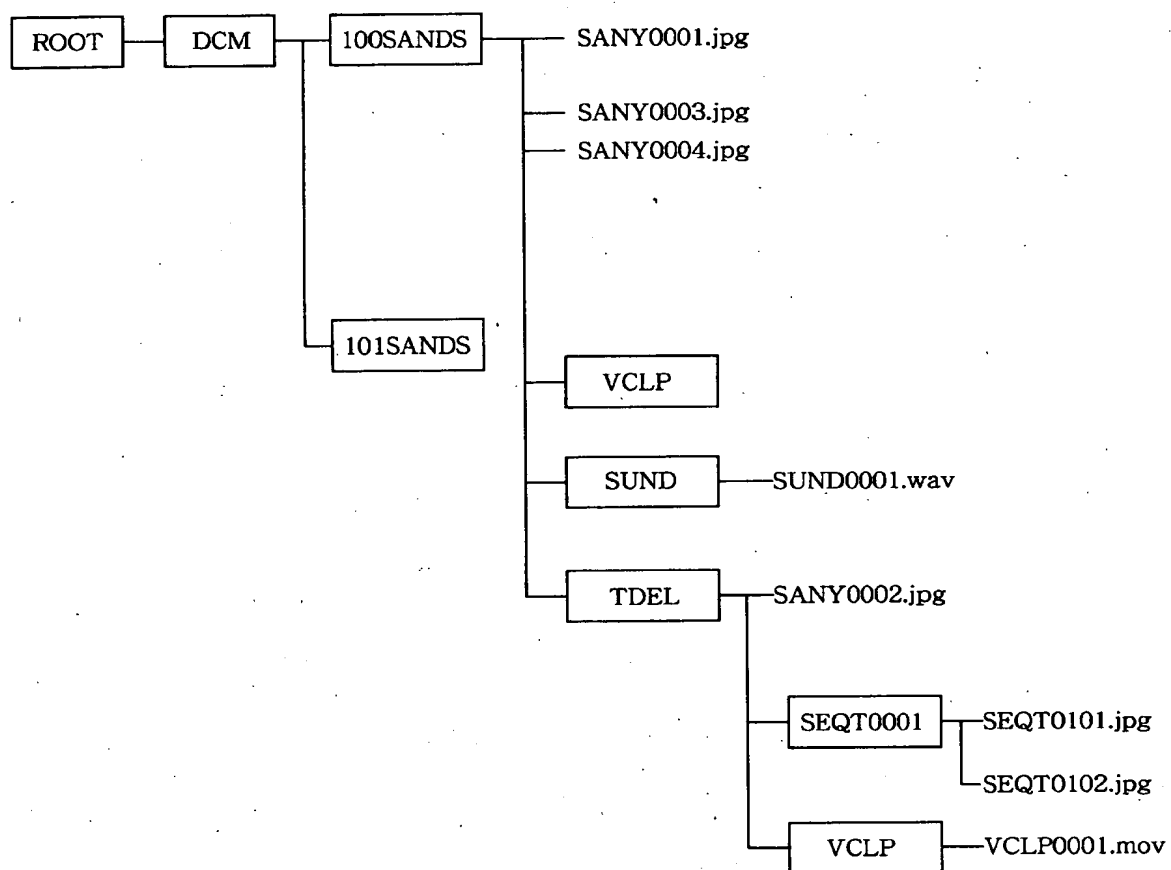 ROOT DCM 100SANDS SANY0001.jpg
SANY0003.jpg
SANY0004.jpg
101SANDS
VCLP
SUND SUND0001.wav
TDEL SANY0002.jpg
SEQT0001 SEQT0101.jpg
SEQT0102.jpg
VCLP VCLP0001.mov